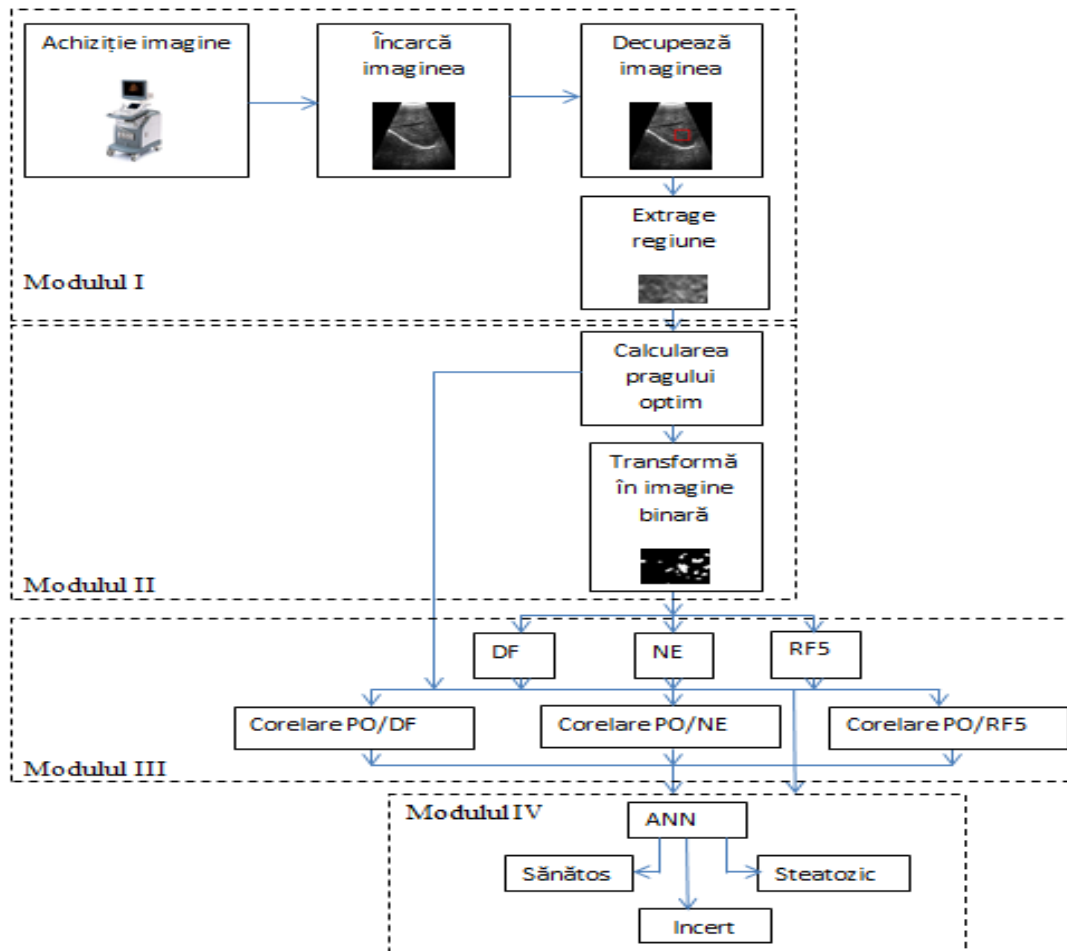 Achiziție imagine
Încarcă
imaginea
Decupează
imaginea
Extrage
regiune
Modulul I
Calcularea
pragului
optim
Transformă
în imagine
binară
Modulul II
DF
NE
RF5
Corelare PO/DF
Corelare PO/NE
Corelare PO/RF5
Modulul III
Modulul IV
ANN
Sănătos
Steatozic
Incert